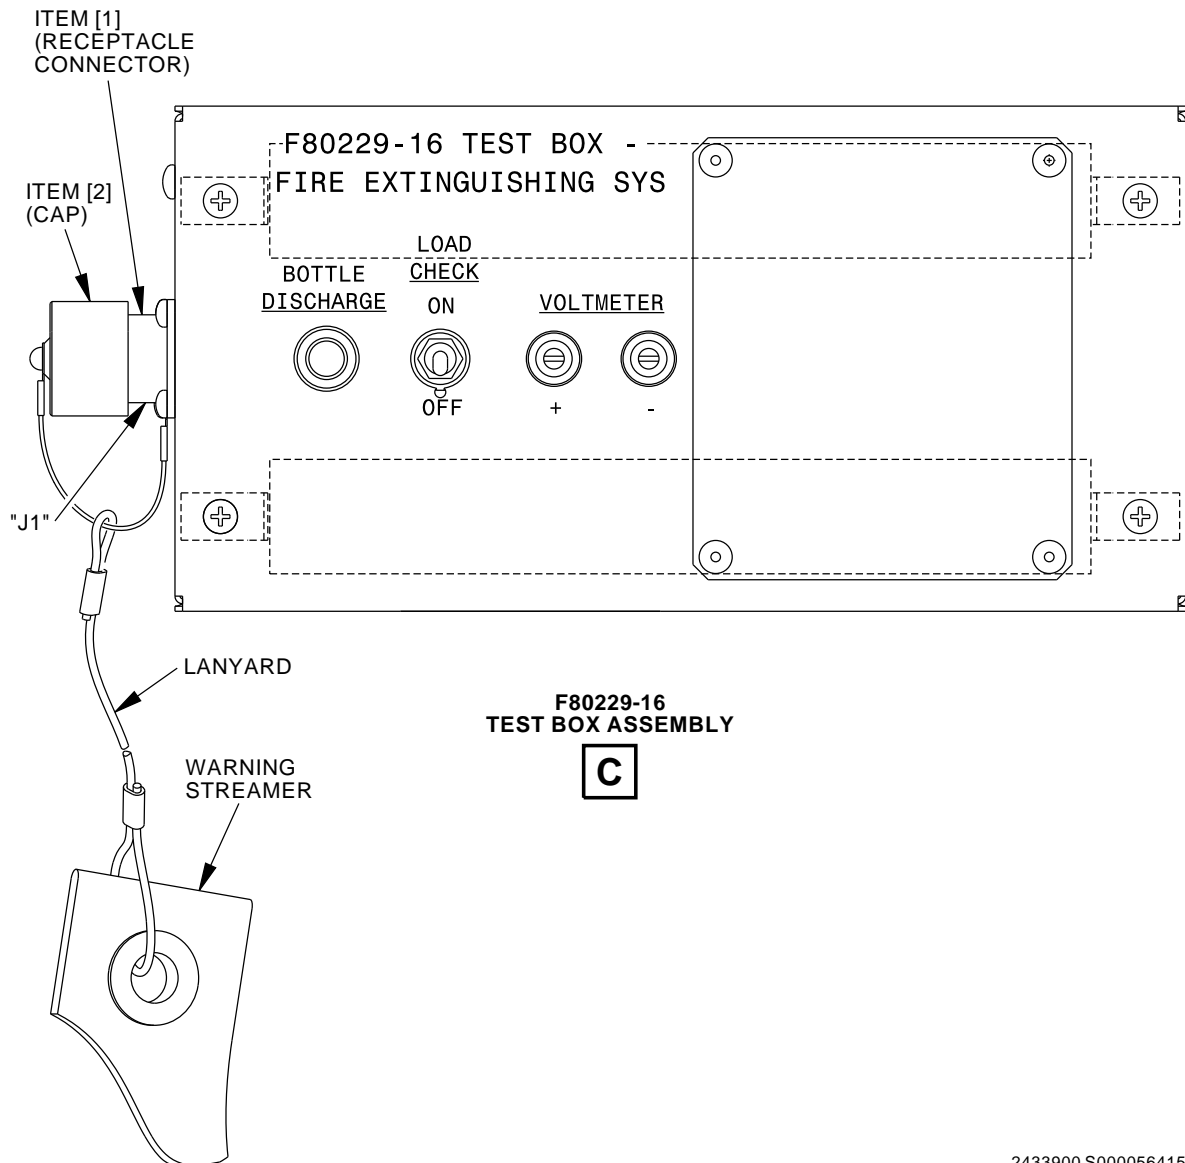 ITEM [1]
(RECEPTACLE
CONNECTOR)
F80229-16 TEST BOX -
FIRE EXTINGUISHING SYS
ITEM [2]
(CAP)
BOTTLE
DISCHARGE
LOAD
CHECK
ON
OFF
VOLTMETER
+
-
"J1"
LANYARD
F80229-16
TEST BOX ASSEMBLY
C
WARNING
STREAMER
2433900 S000056415